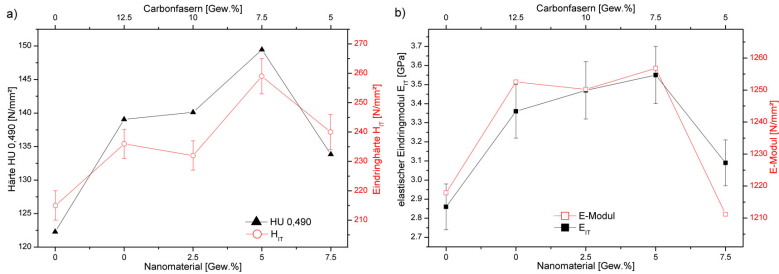 a)
Carbonfasern [Gew.%]
0 12.5 10 7.5 5
Härte HU 0,490 [N/mm²]
150
145
140
135
130
125
120
270
260
250
240
230
220
210
Eindringhärte H_IT [N/mm²]
HU 0,490
H_IT
0 0 2.5 5 7.5
Nanomaterial [Gew.%]
b)
Carbonfasern [Gew.%]
0 12.5 10 7.5 5
elastischer Eindringmodul E_IT [GPa]
3.7
3.6
3.5
3.4
3.3
3.2
3.1
3.0
2.9
2.8
2.7
1260
1250
1240
1230
1220
1210
E-Modul [N/mm²]
E-Modul
E_IT
0 0 2.5 5 7.5
Nanomaterial [Gew.%]